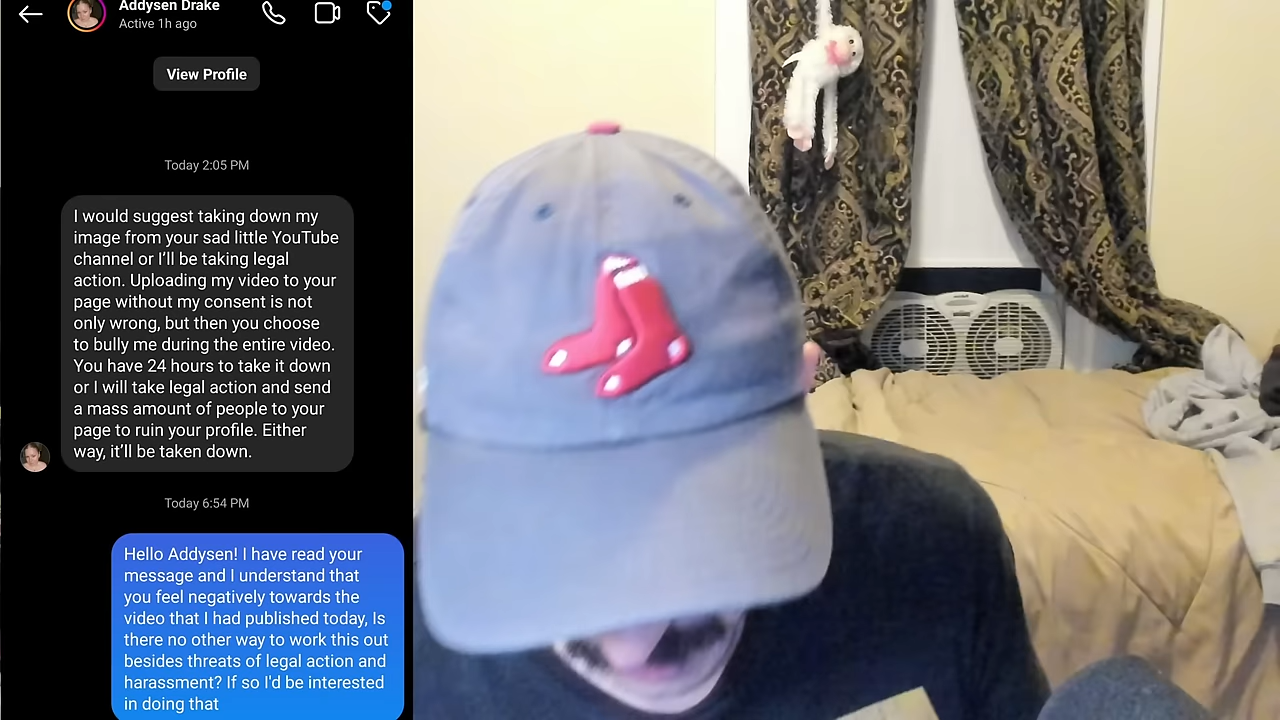 Addysen Drake
Active 1h ago
View Profile
Today 2:05 PM
I would suggest taking down my
image from your sad little YouTube
channel or I’ll be taking legal
action. Uploading my video to your
page without my consent is not
only wrong, but then you choose
to bully me during the entire video.
You have 24 hours to take it down
or I will take legal action and send
a mass amount of people to your
page to ruin your profile. Either
way, it’ll be taken down.
Today 6:54 PM
Hello Addysen! I have read your
message and I understand that
you feel negatively towards the
video that I had published today, Is
there no other way to work this out
besides threats of legal action and
harassment? If so I'd be interested
in doing that